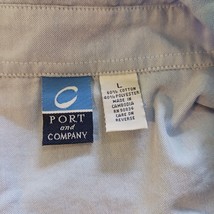 PORT
and
COMPANY
L
60% COTTON
40% POLYESTER
MADE IN
CAMBODIA
CARE ON
REVERSE